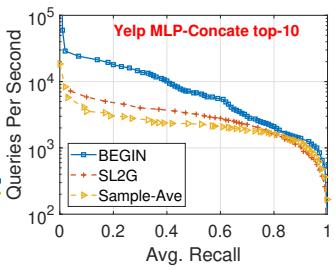 Yelp MLP-Concate top-10
Queries Per Second
10^5
10^4
10^3
10^2
BEGIN
SL2G
Sample-Ave
0 0.2 0.4 0.6 0.8 1
Avg. Recall